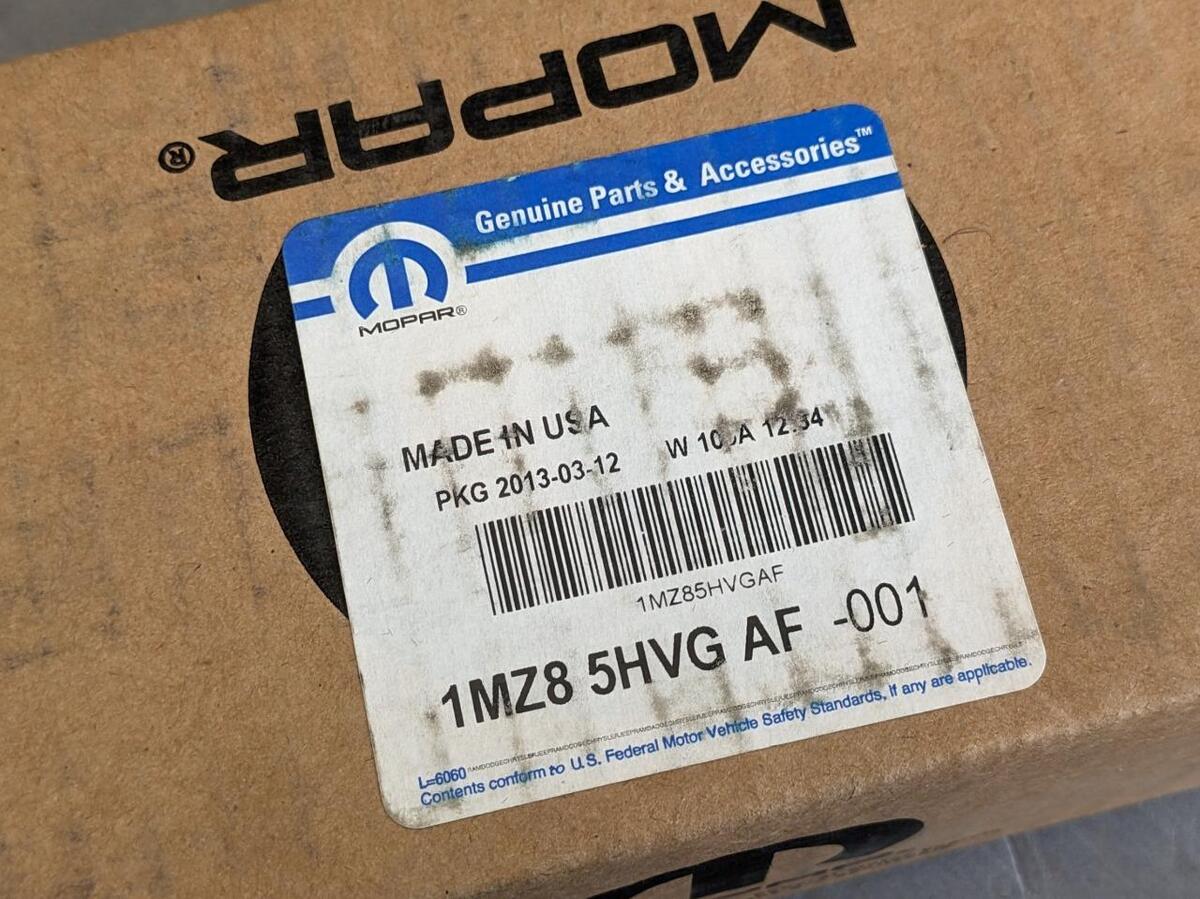 MOPAR®
Genuine Parts & Accessories™
MOPAR®
MADE IN USA
PKG 2013-03-12 W
1MZ85HVGAF
1MZ8 5HVG AF -001
L=6060
Contents conform to U.S. Federal Motor Vehicle Safety Standards, if any are applicable.